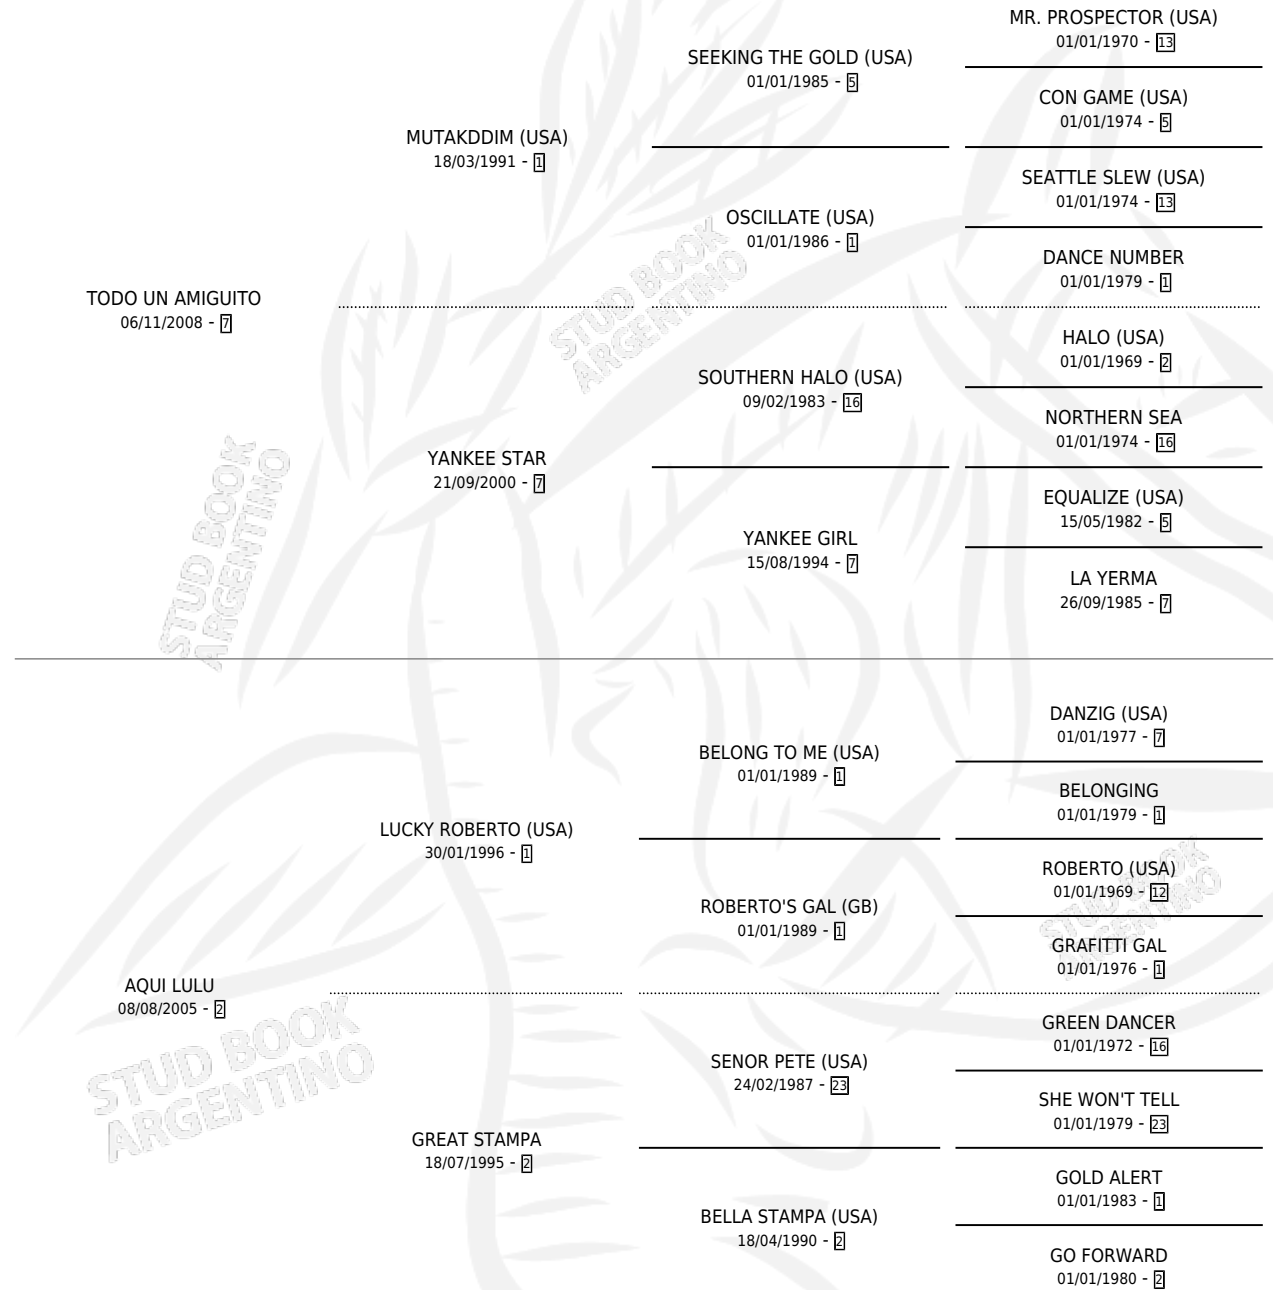 MR. PROSPECTOR (USA)
01/01/1970 - 13
SEEKING THE GOLD (USA)
01/01/1985 - 5
CON GAME (USA)
01/01/1974 - 5
MUTAKDDIM (USA)
18/03/1991 - 1
SEATTLE SLEW (USA)
01/01/1974 - 13
OSCILLATE (USA)
01/01/1986 - 1
DANCE NUMBER
01/01/1979 - 1
TODO UN AMIGUITO
06/11/2008 - 7
HALO (USA)
01/01/1969 - 2
SOUTHERN HALO (USA)
09/02/1983 - 16
NORTHERN SEA
01/01/1974 - 16
YANKEE STAR
21/09/2000 - 7
EQUALIZE (USA)
15/05/1982 - 5
YANKEE GIRL
15/08/1994 - 7
LA YERMA
26/09/1985 - 7
STUD BOOK
ARGENTINO
STUD BOOK
ARGENTINO
DANZIG (USA)
01/01/1977 - 7
BELONG TO ME (USA)
01/01/1989 - 1
BELONGING
01/01/1979 - 1
LUCKY ROBERTO (USA)
30/01/1996 - 1
ROBERTO (USA)
01/01/1969 - 12
ROBERTO'S GAL (GB)
01/01/1989 - 1
GRAFITTI GAL
01/01/1976 - 1
AQUI LULU
08/08/2005 - 2
GREEN DANCER
01/01/1972 - 16
SENOR PETE (USA)
24/02/1987 - 23
SHE WON'T TELL
01/01/1979 - 23
GREAT STAMPA
18/07/1995 - 2
GOLD ALERT
01/01/1983 - 1
BELLA STAMPA (USA)
18/04/1990 - 2
GO FORWARD
01/01/1980 - 2
STUD BOOK
ARGENTINO
STUD BOOK
ARGENTINO